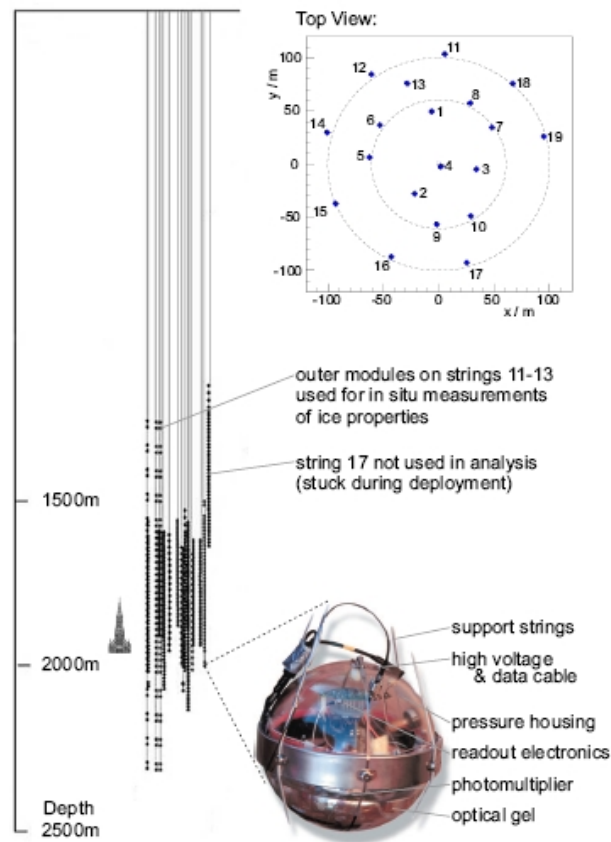 Top View:
y / m
100
50
0
-50
-100
-100
-50
0
50
100
x / m
11
12
13
18
8
1
6
7
14
19
5
4
3
2
15
10
9
16
17
outer modules on strings 11-13
used for in situ measurements
of ice properties
string 17 not used in analysis
(stuck during deployment)
1500m
2000m
Depth
2500m
support strings
high voltage
& data cable
pressure housing
readout electronics
photomultiplier
optical gel